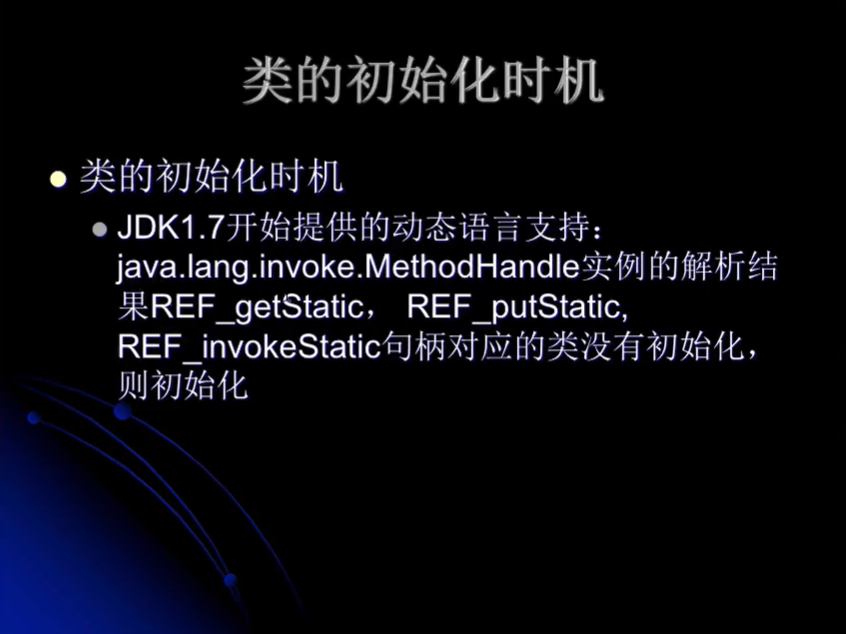 类的初始化时机
类的初始化时机
JDK1.7开始提供的动态语言支持：
java.lang.invoke.MethodHandle实例的解析结
果REF_getStatic， REF_putStatic,
REF_invokeStatic句柄对应的类没有初始化，
则初始化